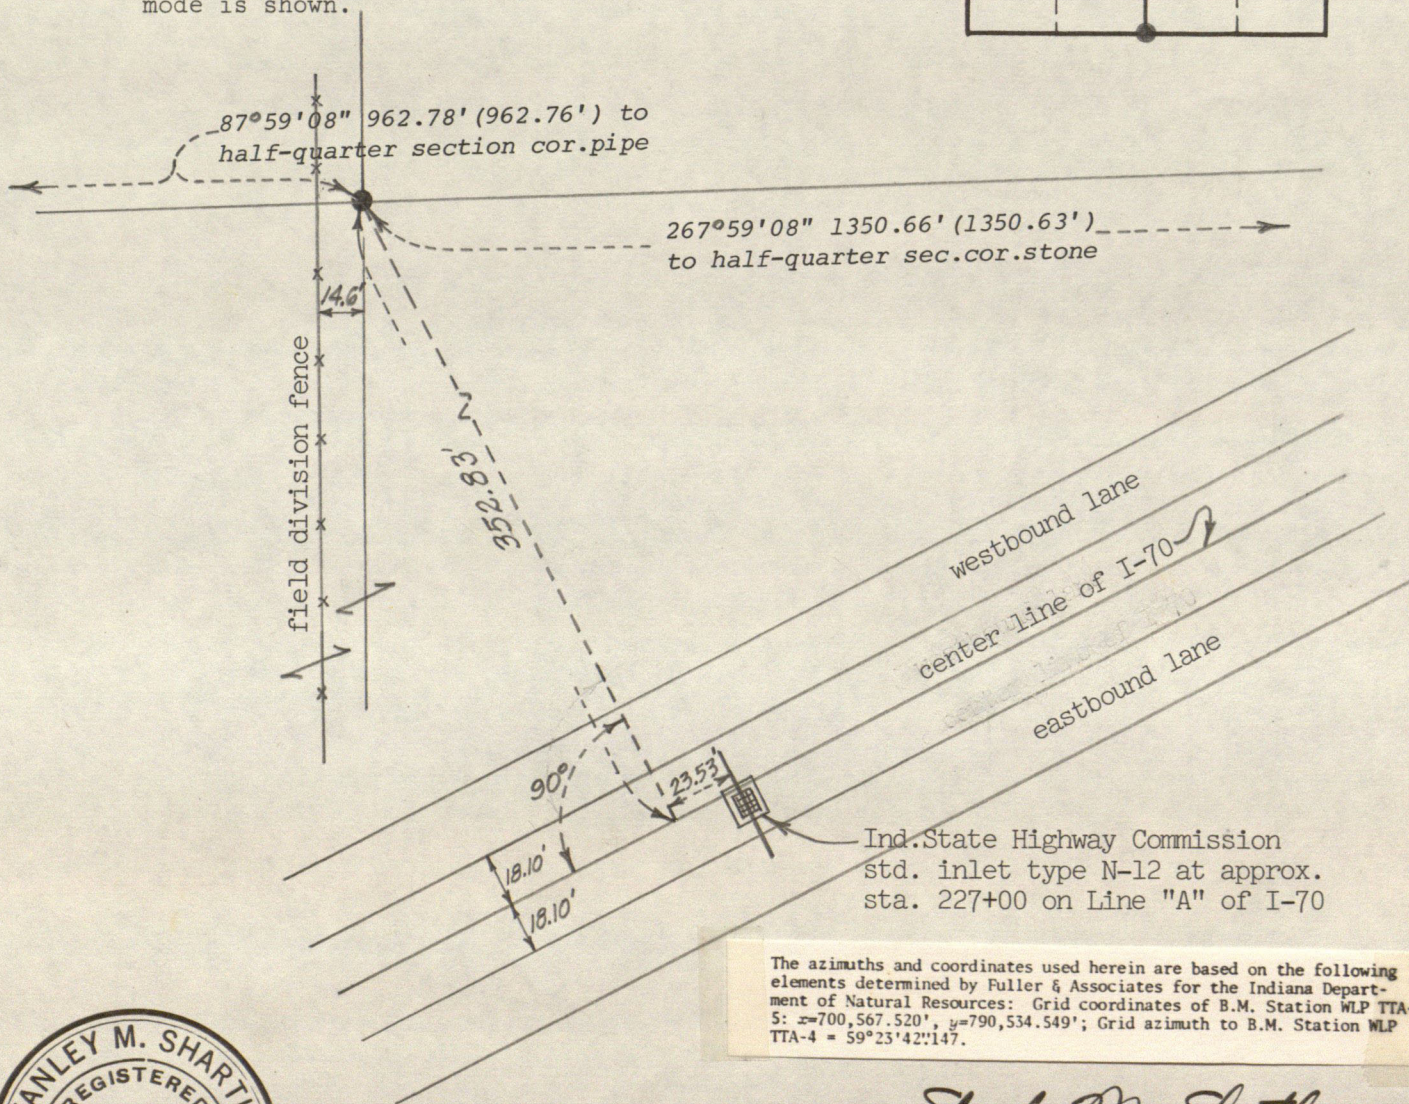 mode is shown.
87°59'08" 962.78'(962.76') to
half-quarter section cor.pipe
267°59'08" 1350.66'(1350.63')
to half-quarter sec.cor.stone
14.6'
field division fence
352.83'
westbound lane
center line of I-70
eastbound lane
90°
23.53'
18.10'
18.10'
Ind.State Highway Commission
std. inlet type N-12 at approx.
sta. 227+00 on Line "A" of I-70
The azimuths and coordinates used herein are based on the following
elements determined by Fuller & Associates for the Indiana Depart-
ment of Natural Resources: Grid coordinates of B.M. Station WLP TTA-
5: x=700,567.520', y=790,534.549'; Grid azimuth to B.M. Station WLP
TTA-4 = 59°23'42"147.
ANLEY M. SHART
REGISTERED